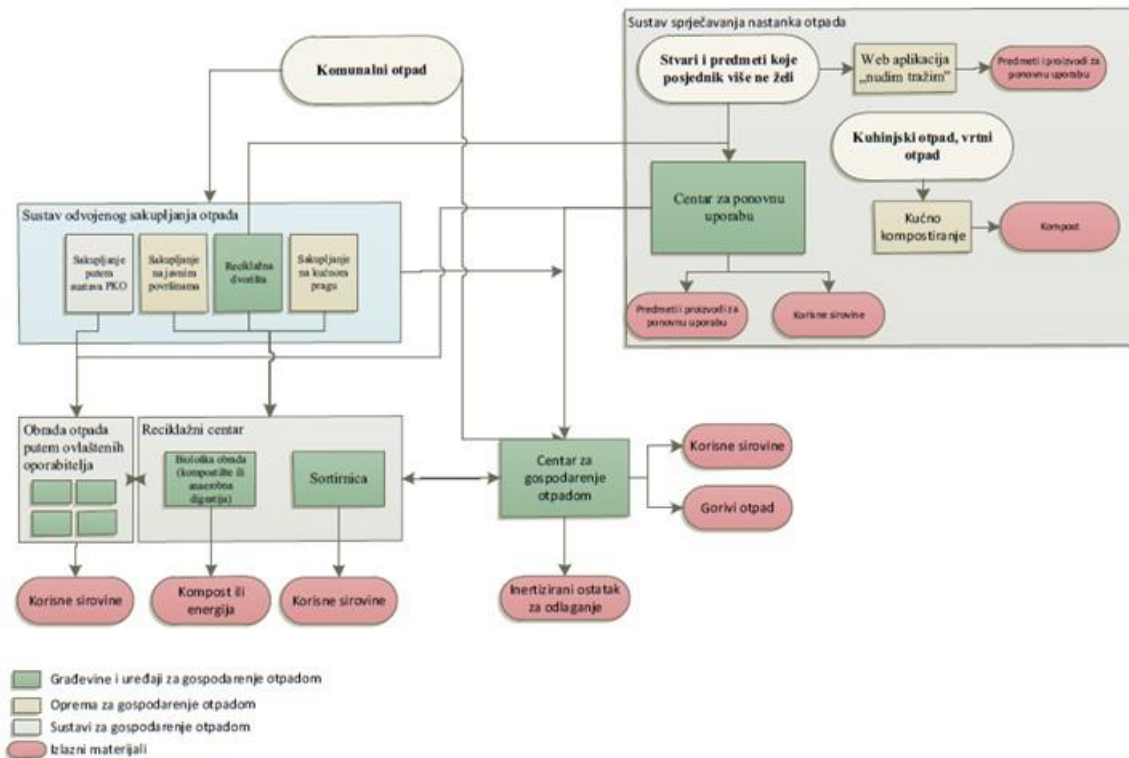 Sustav sprječavanja nastanka otpada
Komunalni otpad
Stvari i predmeti koje
posjednik više ne želi
Web aplikacija
„nudim tražim”
Predmeti i proizvodi za
ponovnu uporabu
Kuhinjski otpad, vrtni
otpad
Centar za ponovnu
uporabu
Kućno
kompostiranje
Kompost
Predmeti i proizvodi za
ponovnu uporabu
Korisne sirovine
Sustav odvojenog sakupljanja otpada
Sakupljanje
putem
sustava PKO
Sakupljanje
na javnim
površinama
Reciklažna
dvorišta
Sakupljanje
na kućnom
pragu
Obrada otpada
putem ovlaštenih
oporabitelja
Reciklažni centar
Biološka obrada
(kompostište ili
anaerobna
digestija)
Sortirnica
Centar za
gospodarenje
otpadom
Korisne sirovine
Gorivi otpad
Korisne sirovine
Kompost ili
energija
Korisne sirovine
Inertizirani ostatak
za odlaganje
Građevine i uređaji za gospodarenje otpadom
Oprema za gospodarenje otpadom
Sustavi za gospodarenje otpadom
Izlazni materijali